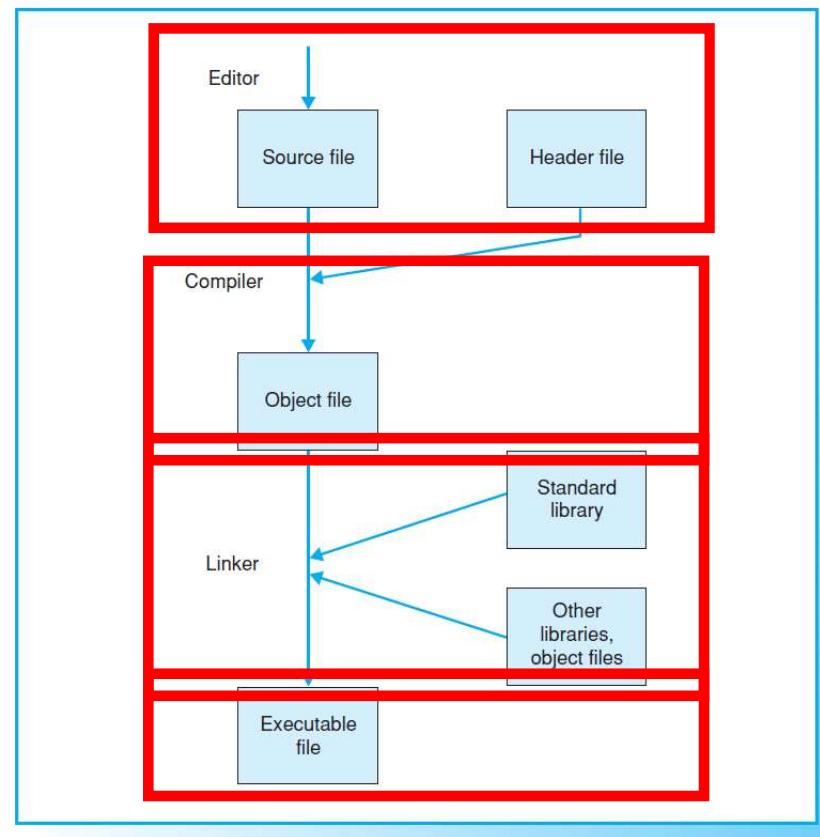 Editor
Source file
Header file
Compiler
Object file
Standard
library
Linker
Other
libraries,
object files
Executable
file